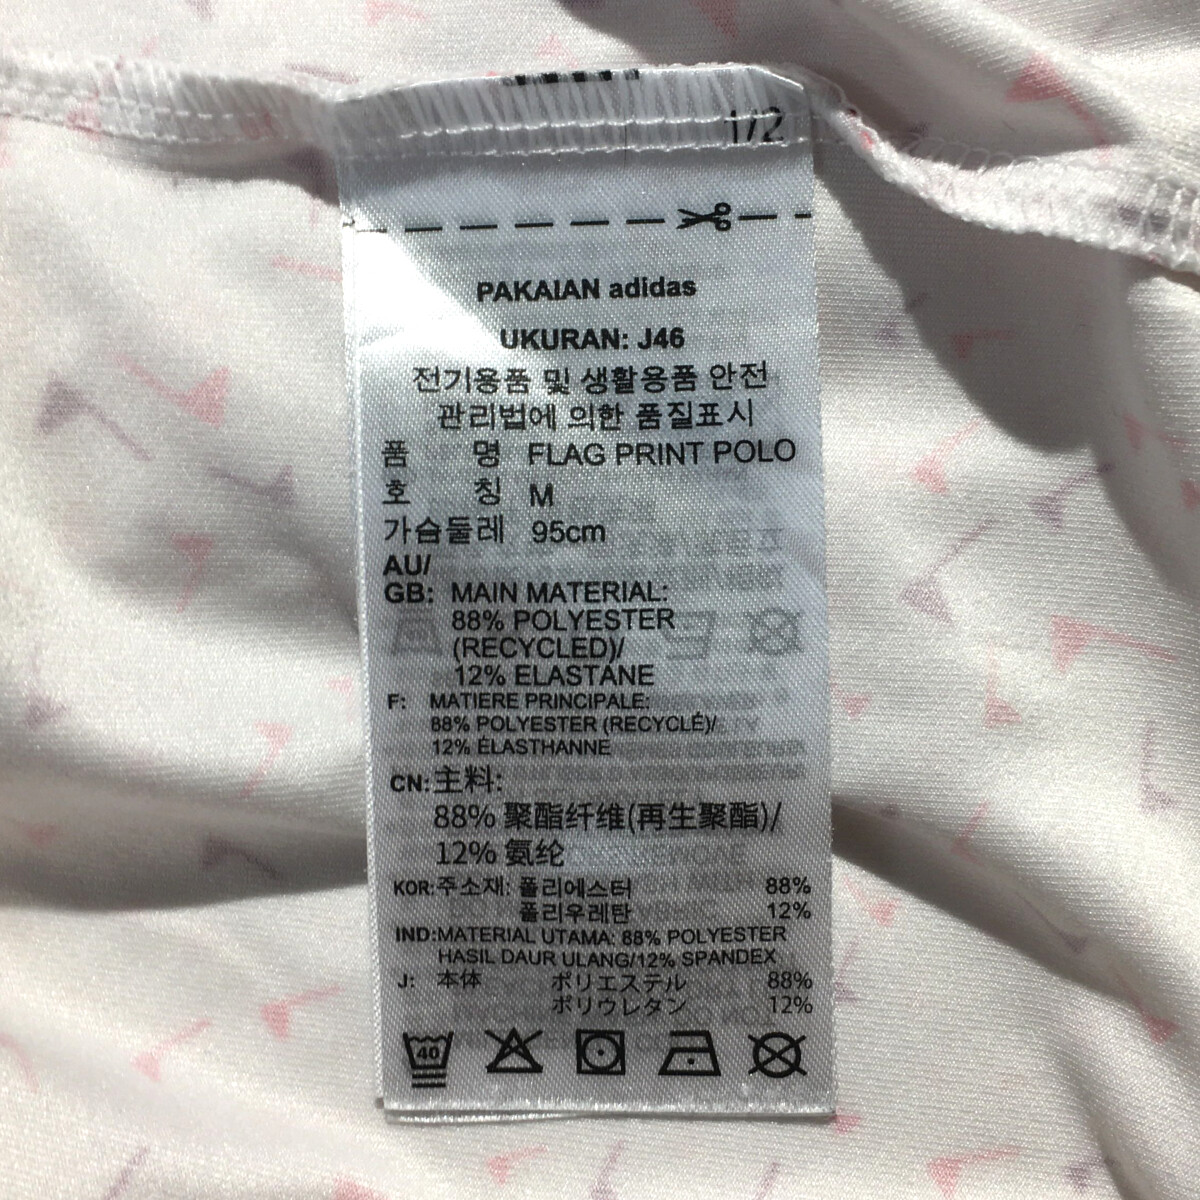 1/2
PAKAIAN adidas
UKURAN: J46
전기용품 및 생활용품 안전
관리법에 의한 품질표시
품 명 FLAG PRINT POLO
호 칭 M
가슴둘레 95cm
AU/
GB: MAIN MATERIAL:
88% POLYESTER
(RECYCLED)/
12% ELASTANE
F: MATIERE PRINCIPALE:
88% POLYESTER (RECYCLÉ)/
12% ÉLASTHANNE
CN: 主料:
88% 聚酯纤维(再生聚酯)/
12% 氨纶
KOR: 주소재: 폴리에스터 88%
폴리우레탄 12%
IND: MATERIAL UTAMA: 88% POLYESTER
HASIL DAUR ULANG/12% SPANDEX
J: 本体 ポリエステル 88%
ポリウレタン 12%
40